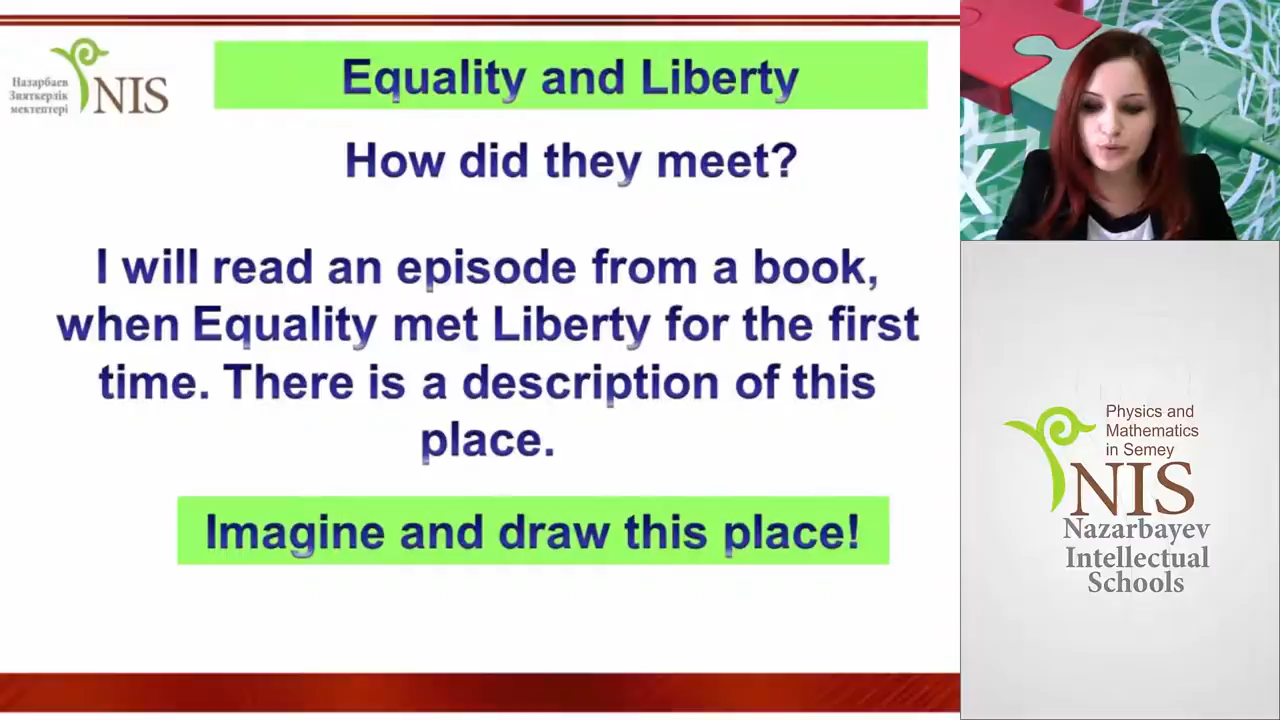 Назарбаев
Зияткерлік
мектептері
NIS
Equality and Liberty
How did they meet?
I will read an episode from a book,
when Equality met Liberty for the first
time. There is a description of this
place.
Imagine and draw this place!
Physics and
Mathematics
in Semey
NIS
Nazarbayev
Intellectual
Schools